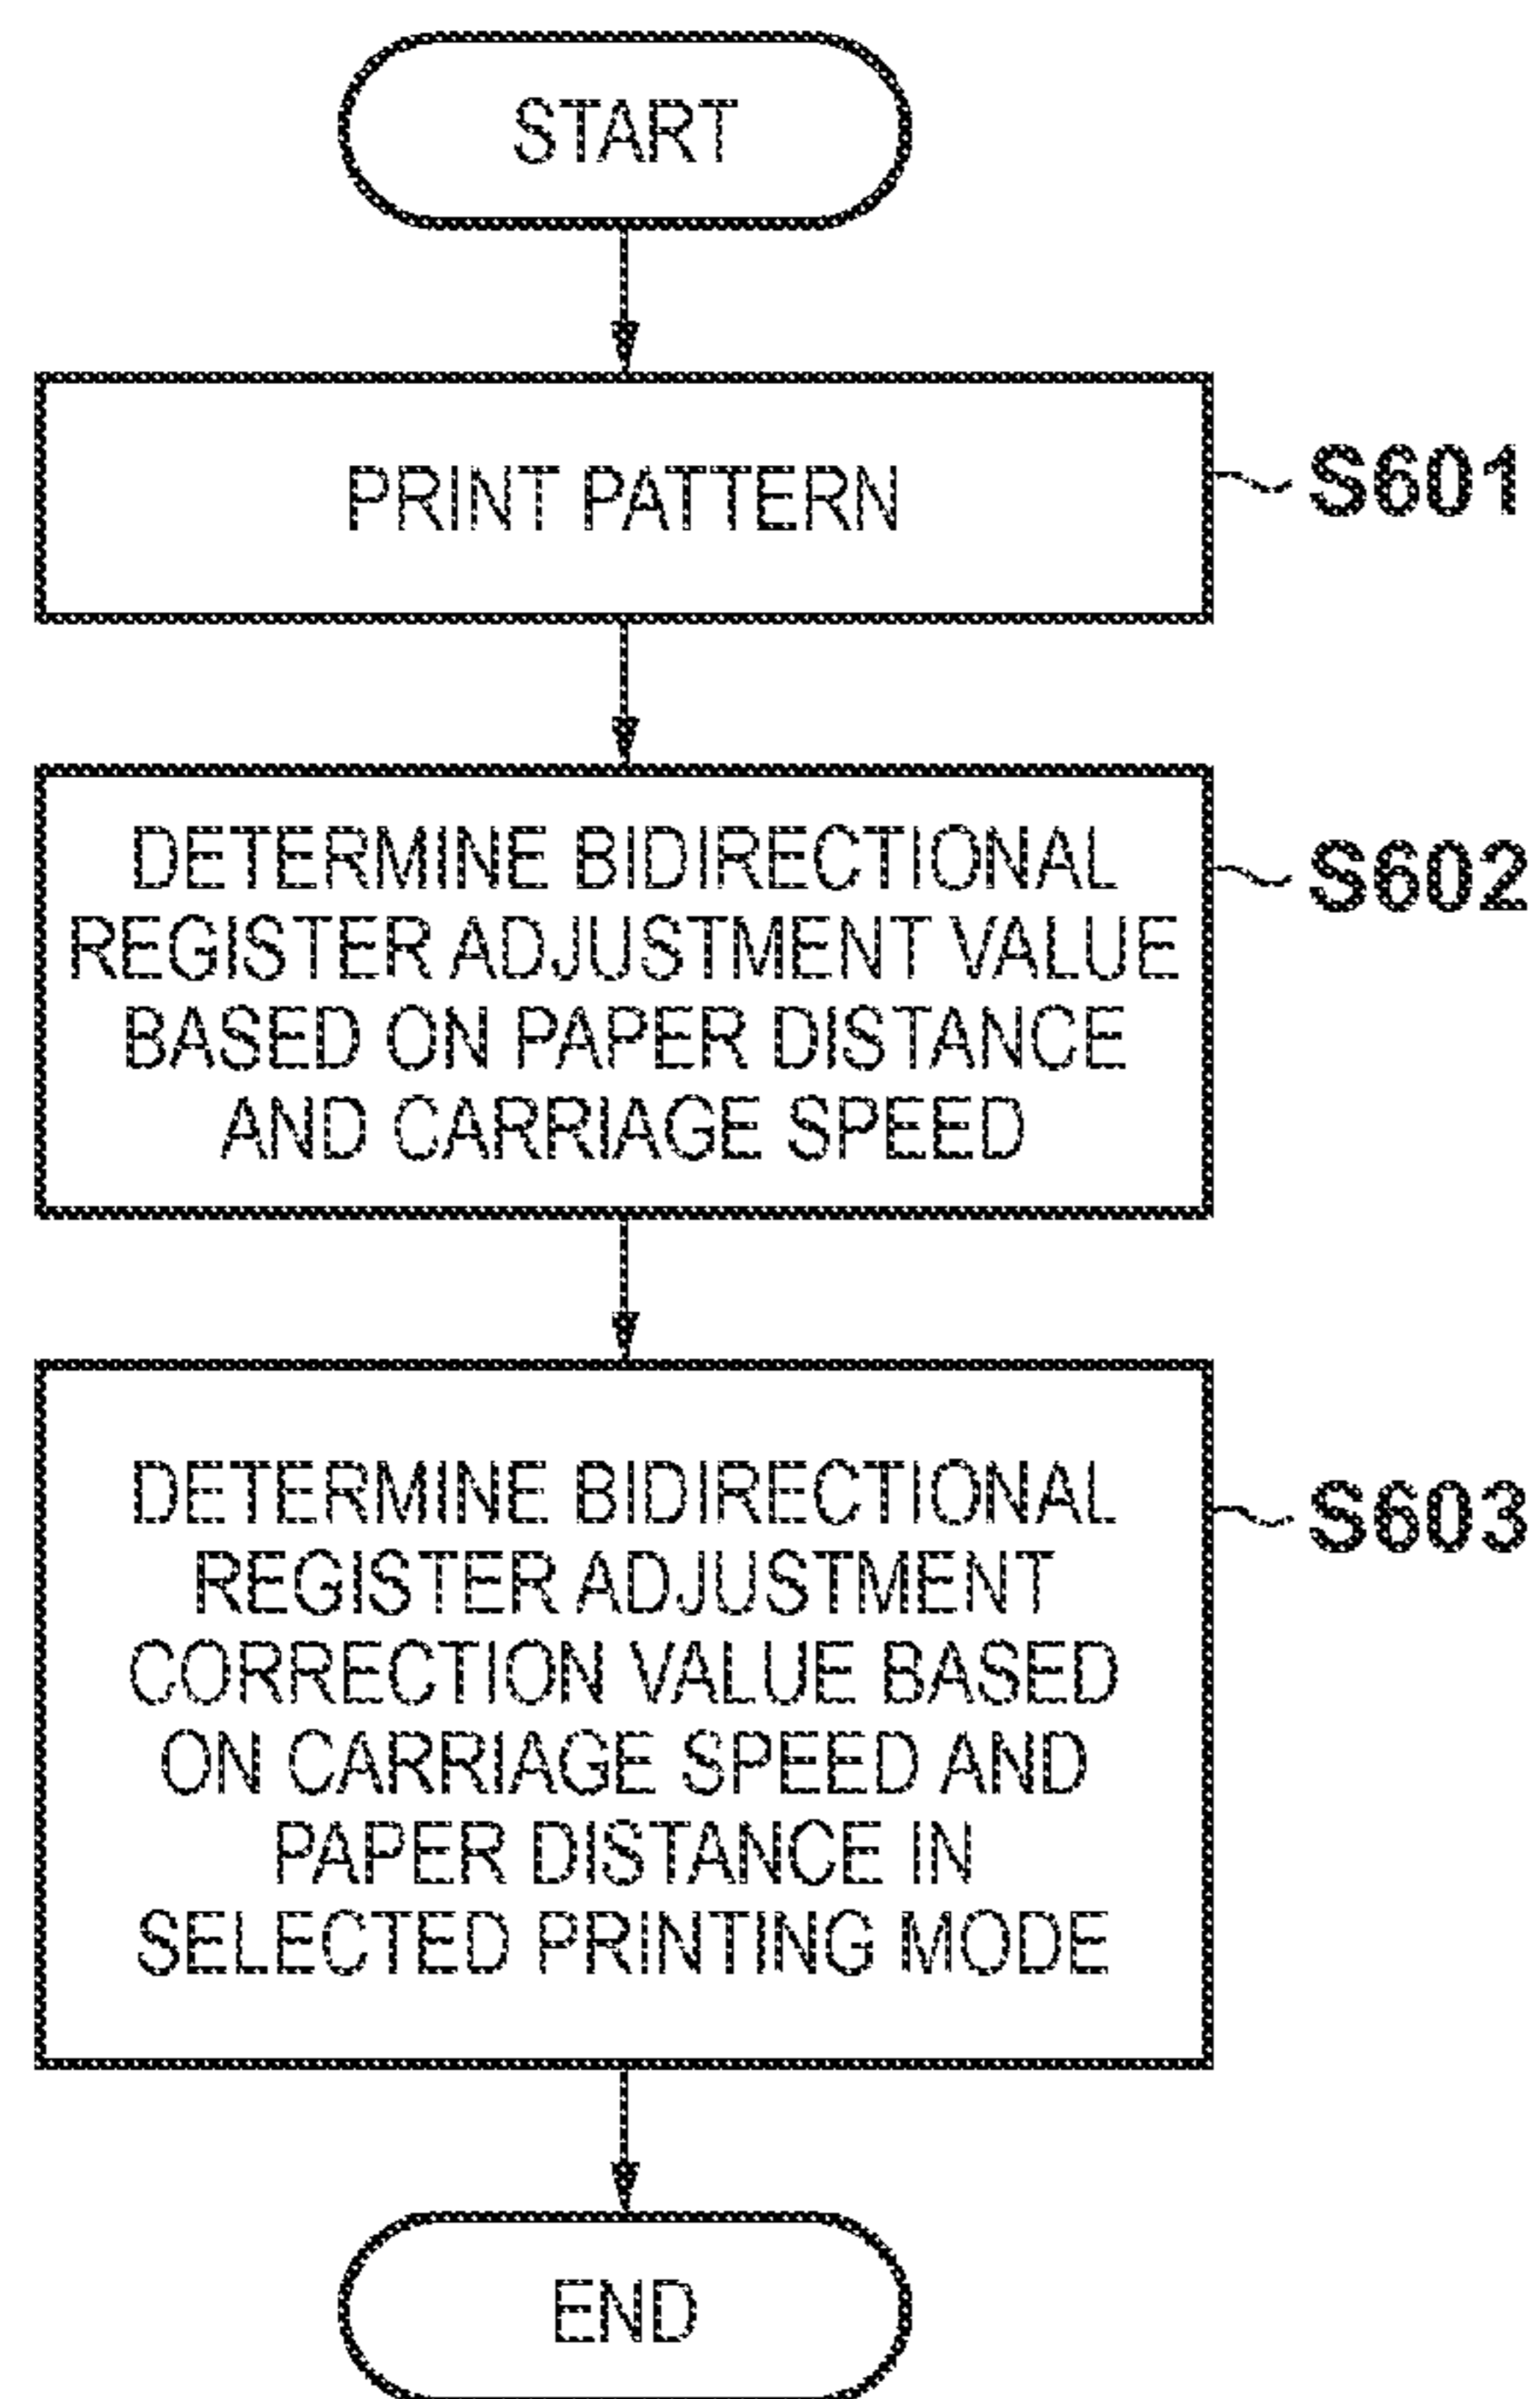 START
PRINT PATTERN
S601
DETERMINE BIDIRECTIONAL
REGISTER ADJUSTMENT VALUE
BASED ON PAPER DISTANCE
AND CARRIAGE SPEED
S602
DETERMINE BIDIRECTIONAL
REGISTER ADJUSTMENT
CORRECTION VALUE BASED
ON CARRIAGE SPEED AND
PAPER DISTANCE IN
SELECTED PRINTING MODE
S603
END